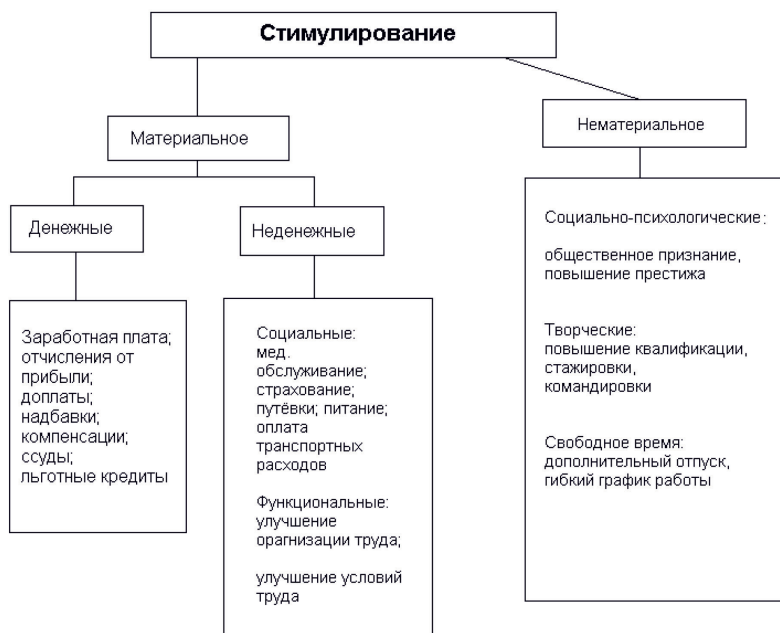 Стимулирование
Материальное
Нематериальное
Денежные
Неденежные
Заработная плата;
отчисления от
прибыли;
доплаты;
надбавки;
компенсации;
ссуды;
льготные кредиты
Социальные:
мед.
обслуживание;
страхование;
путёвки; питание;
оплата
транспортных
расходов
Функциональные:
улучшение
орагнизации труда;
улучшение условий
труда
Социально-психологические:
общественное признание,
повышение престижа
Творческие:
повышение квалификации,
стажировки,
командировки
Свободное время:
дополнительный отпуск,
гибкий график работы